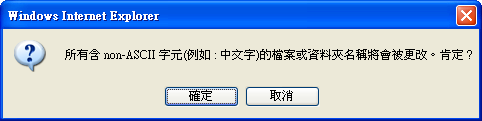 Windows Internet Explorer
所有含 non-ASCII 字元(例如 : 中文字)的檔案或資料夾名稱將會被更改。肯定？
確定
取消